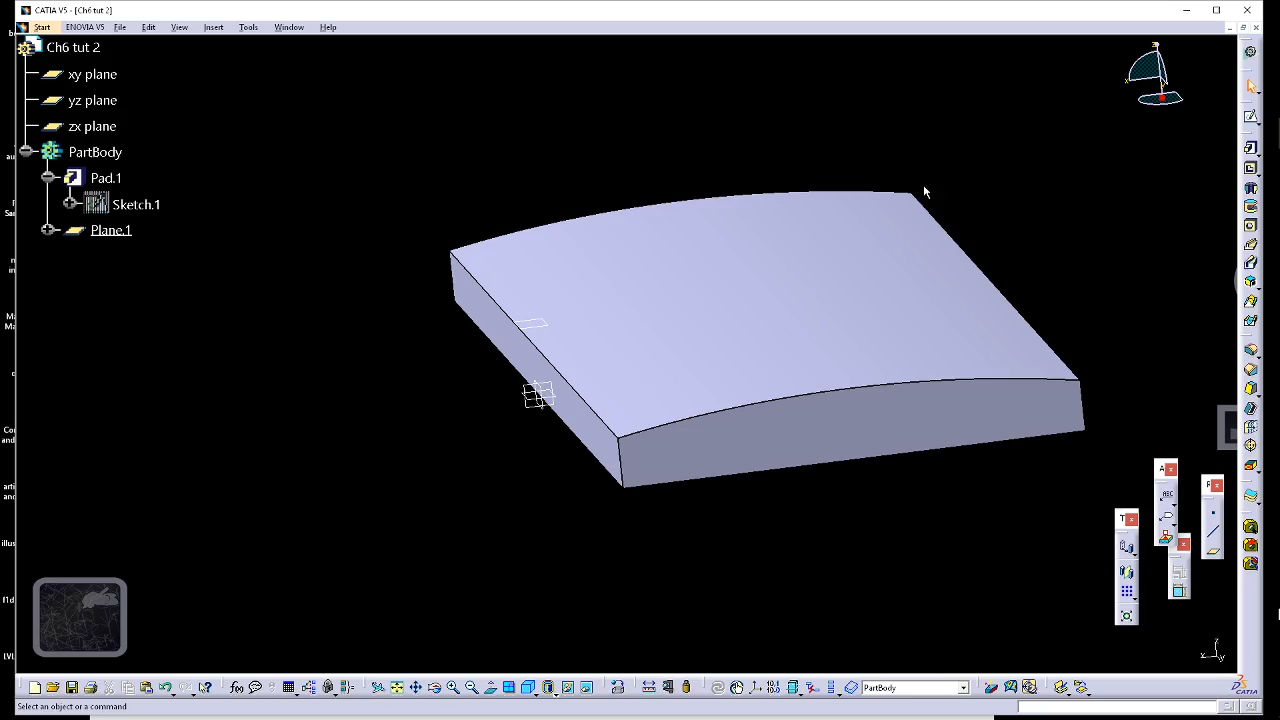 CATIA V5 - [Ch6 tut 2]
Start ENOVIA V5 File Edit View Insert Tools Window Help
Ch6 tut 2
xy plane
yz plane
zx plane
PartBody
Pad.1
Sketch.1
Plane.1
PartBody
Select an object or a command
CATIA